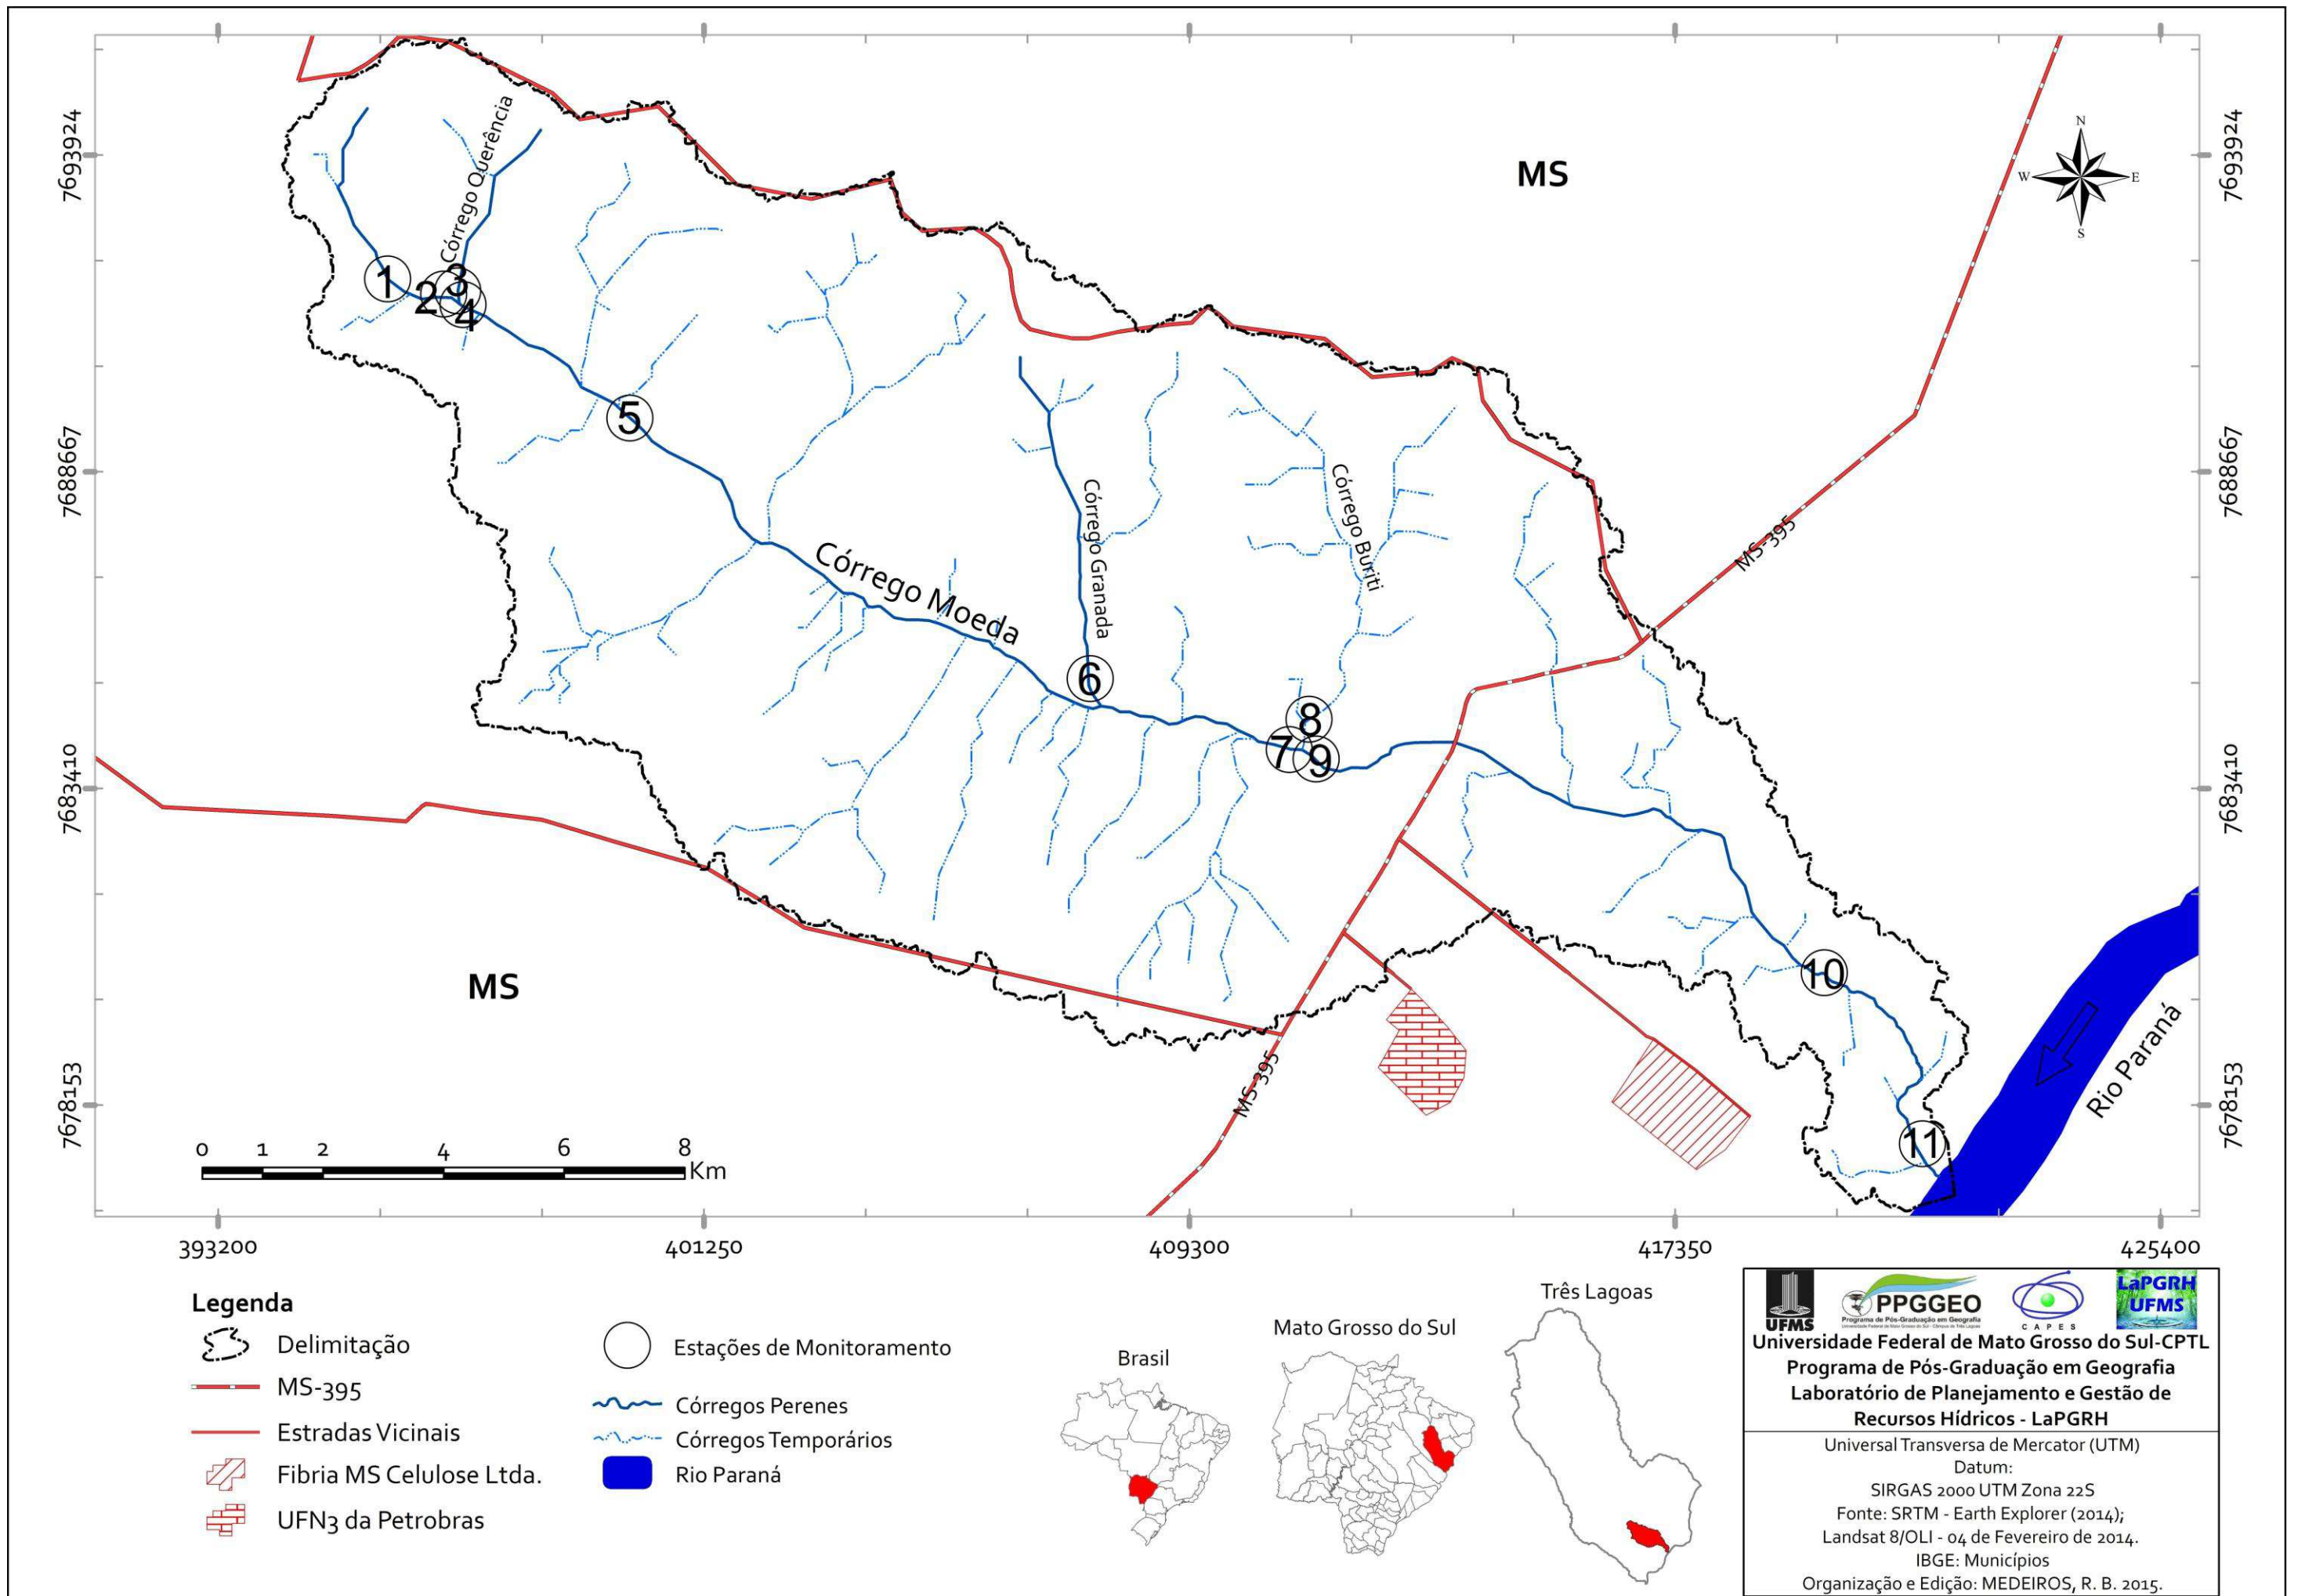 MS
N
W
E
S
7693924
7693924
Córrego Querência
1
2
3
4
5
7688667
7688667
Córrego Granada
Córrego Buriti
MS-395
Córrego Moeda
6
8
7
9
7683410
7683410
MS
10
Rio Paraná
MS-395
7678153
7678153
11
0 1 2 4 6 8
Km
393200 401250 409300 417350 425400
Legenda
Delimitação
MS-395
Estradas Vicinais
Fibria MS Celulose Ltda.
UFN3 da Petrobras
Estações de Monitoramento
Córregos Perenes
Córregos Temporários
Rio Paraná
Brasil
Mato Grosso do Sul
Três Lagoas
UFMS
PPGGEO
Programa de Pós-Graduação em Geografia
CAPES
LaPGRH
UFMS
Universidade Federal de Mato Grosso do Sul-CPTL
Programa de Pós-Graduação em Geografia
Laboratório de Planejamento e Gestão de
Recursos Hídricos - LaPGRH
Universal Transversa de Mercator (UTM)
Datum:
SIRGAS 2000 UTM Zona 22S
Fonte: SRTM - Earth Explorer (2014);
Landsat 8/OLI - 04 de Fevereiro de 2014.
IBGE: Municípios
Organização e Edição: MEDEIROS, R. B. 2015.